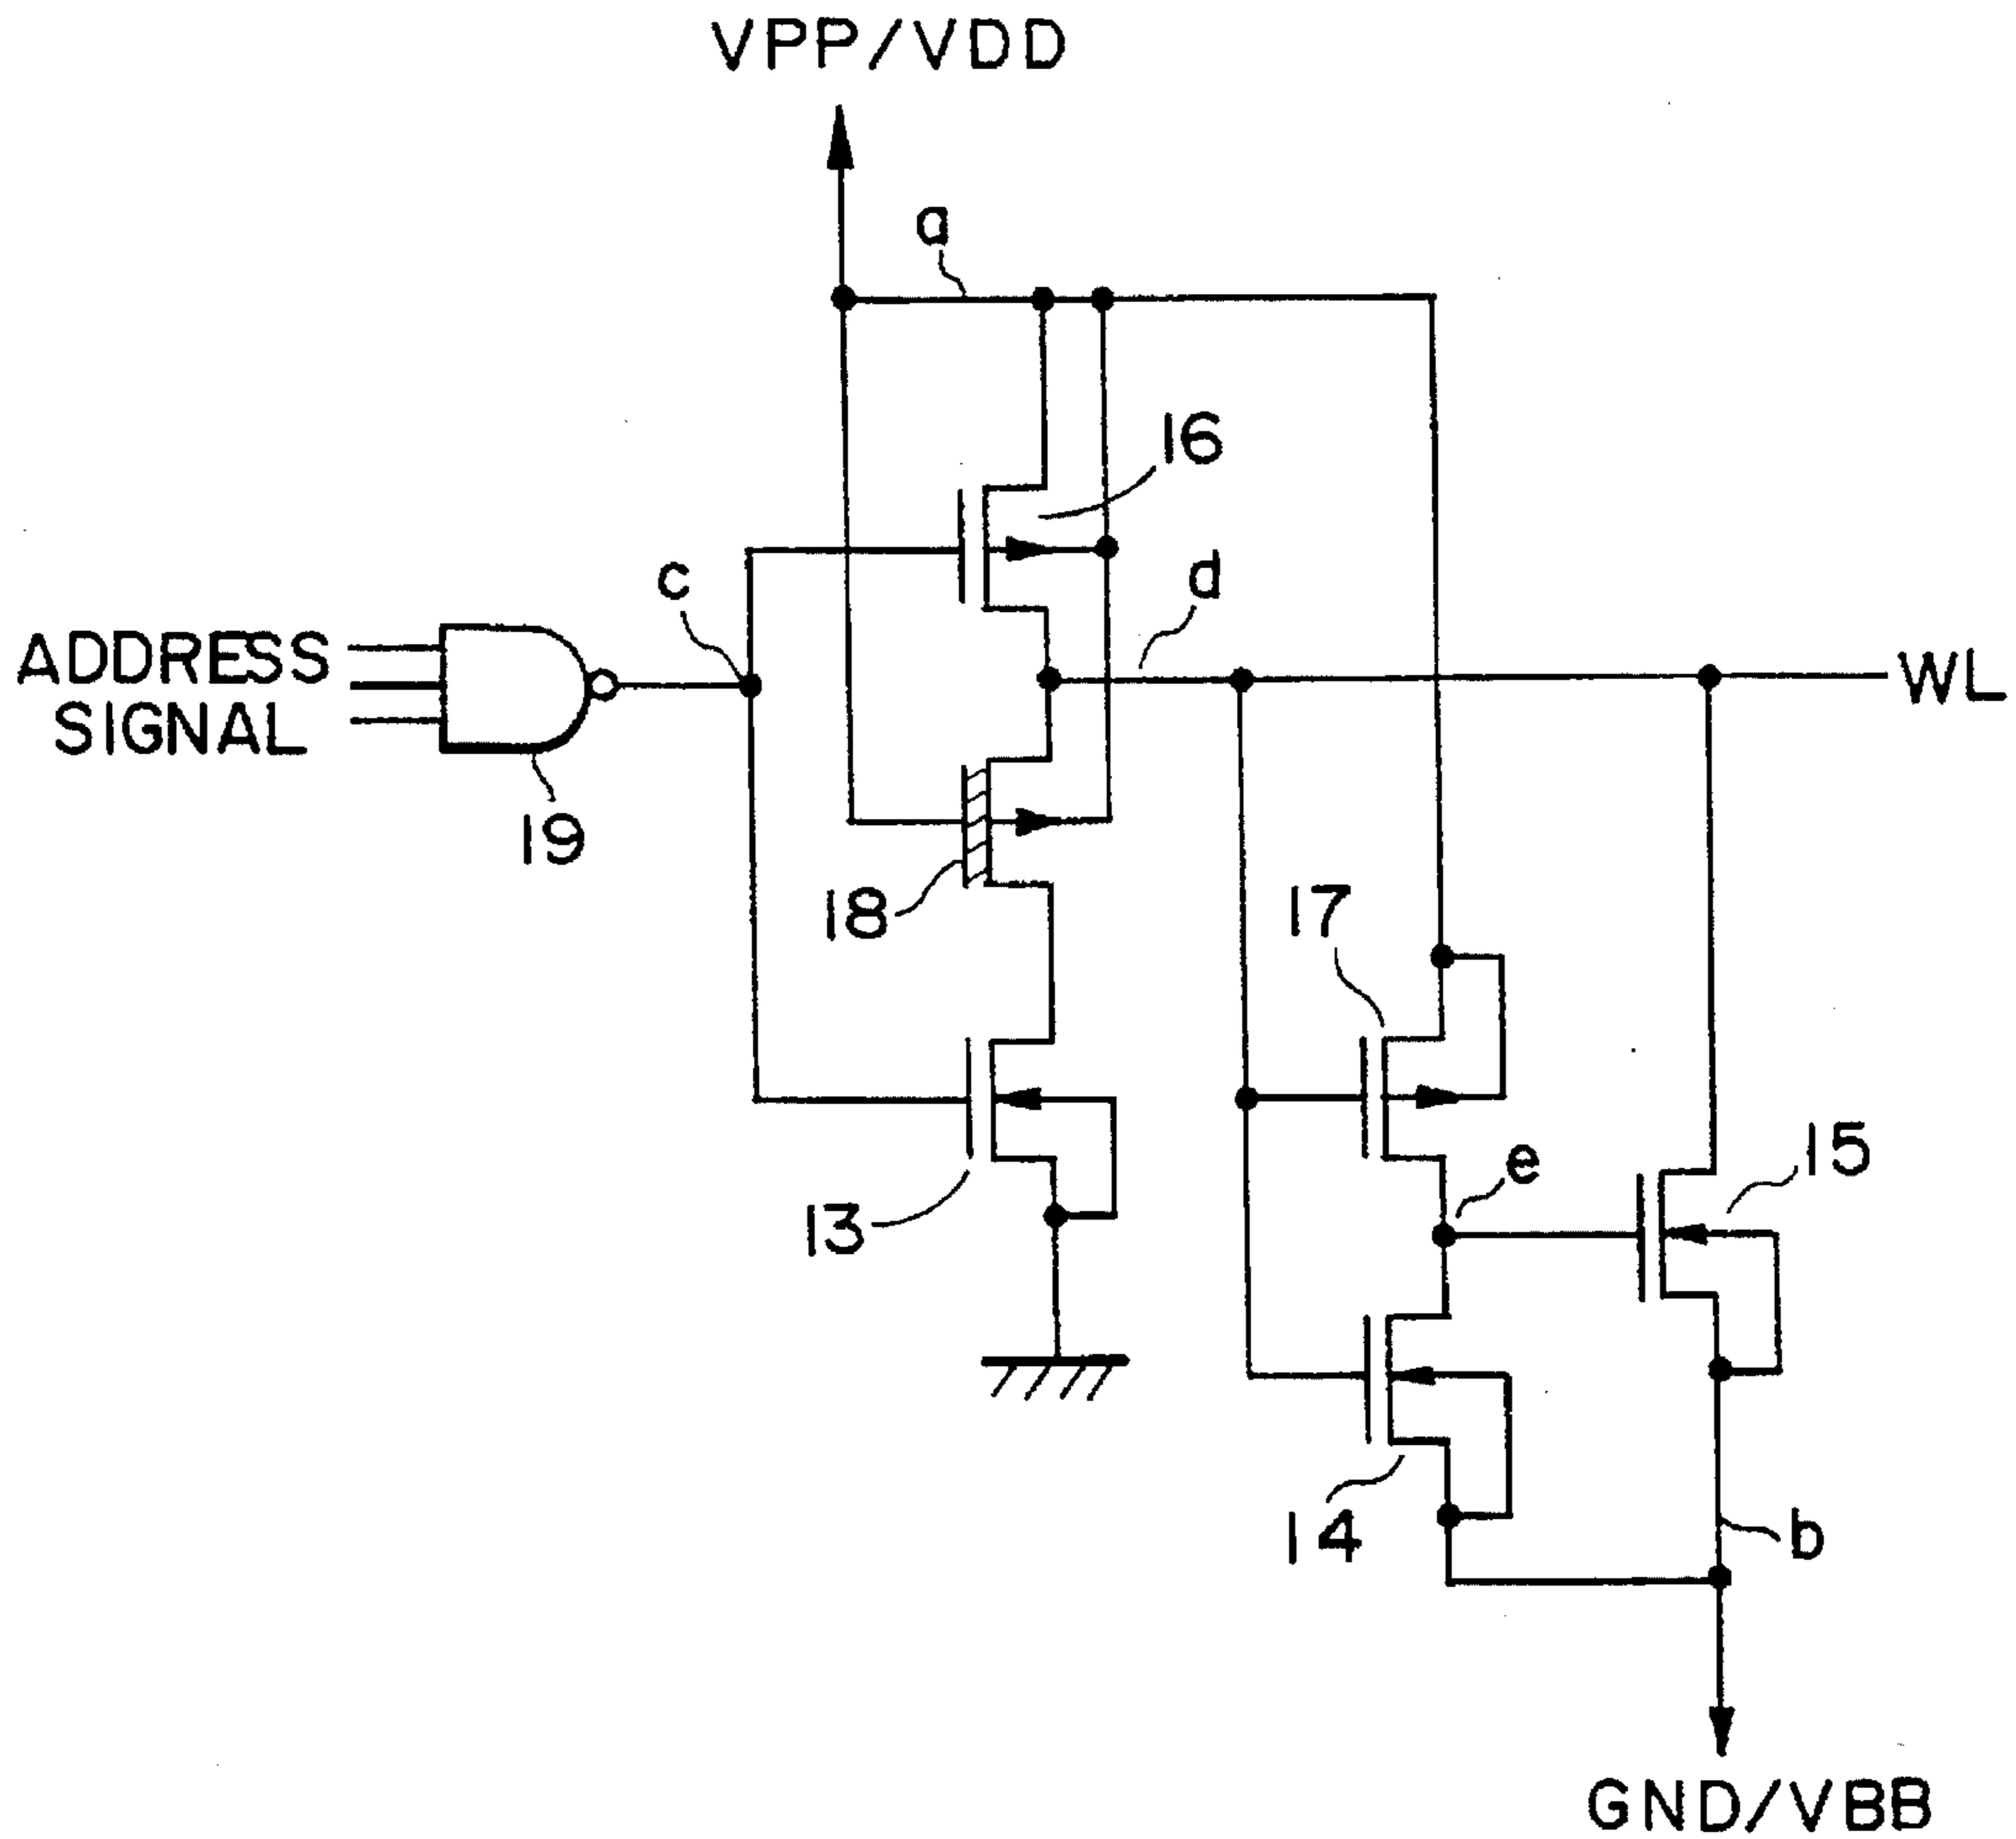 VPP/VDD
a
16
c
d
ADDRESS
SIGNAL
WL
19
18
17
e
15
13
14
b
GND/VBB